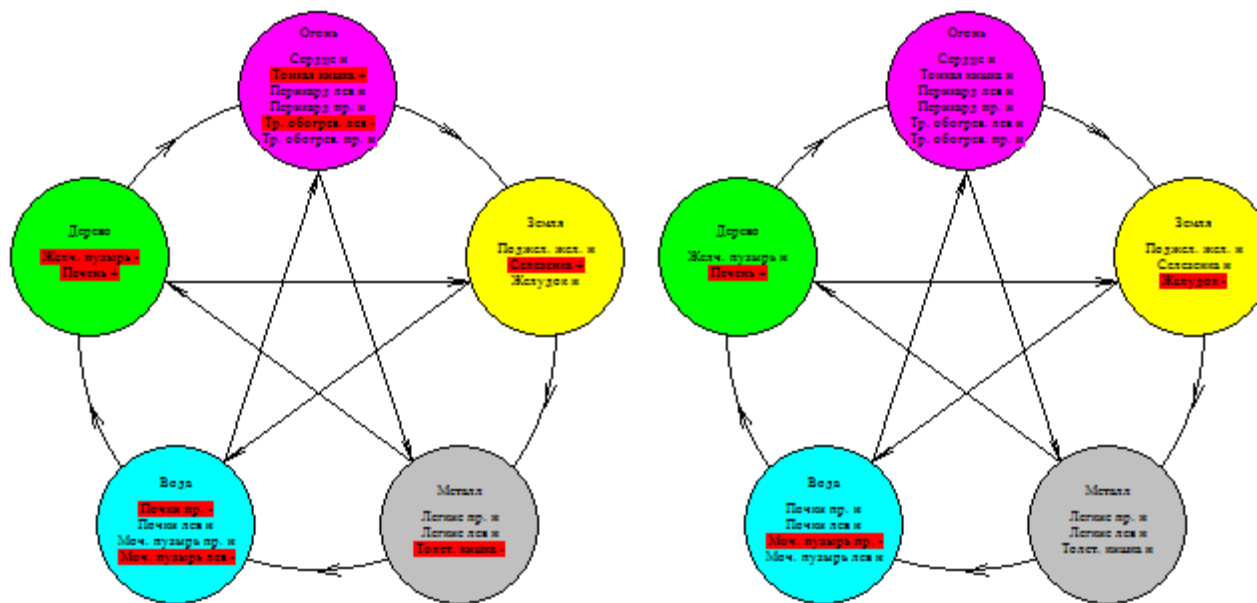 Огонь
Сердце н
Тонкая кишка +
Перикард лев н
Перикард пр. н
Тр. обогрев. лев -
Тр. обогрев. пр. н
Дерево
Желч. пузырь -
Печень +
Земля
Поджел. жел. н
Селезенка +
Желудок н
Вода
Почки пр. -
Почки лев н
Моч. пузырь пр. н
Моч. пузырь лев -
Металл
Легкие пр. н
Легкие лев н
Толст. кишка -
Огонь
Сердце н
Тонкая кишка н
Перикард лев н
Перикард пр. н
Тр. обогрев. лев н
Тр. обогрев. пр. н
Дерево
Желч. пузырь н
Печень +
Земля
Поджел. жел. н
Селезенка н
Желудок -
Вода
Почки пр. н
Почки лев н
Моч. пузырь пр. -
Моч. пузырь лев н
Металл
Легкие пр. н
Легкие лев н
Толст. кишка н